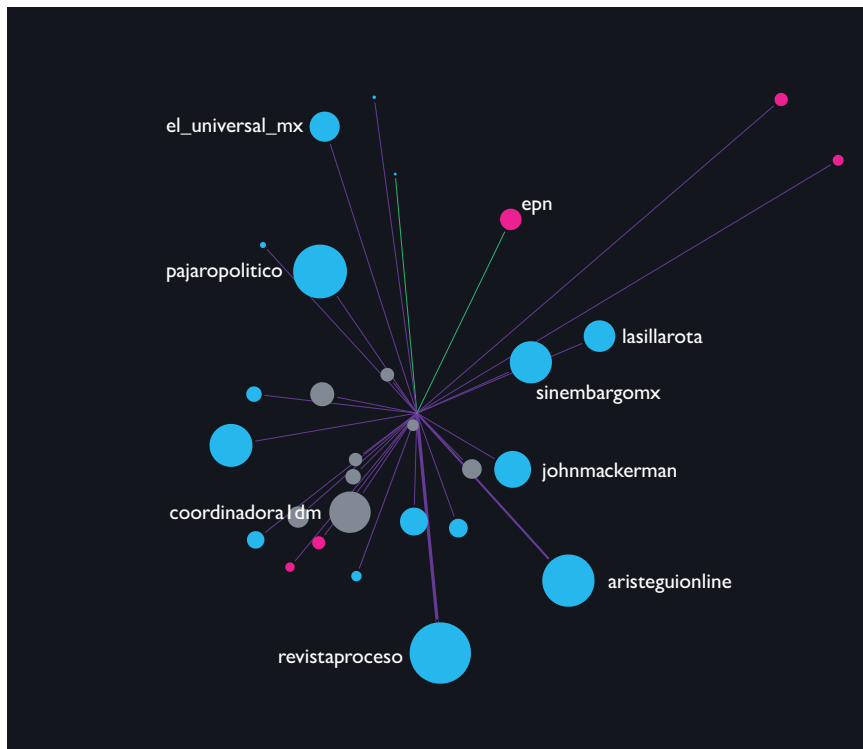 el_universal_mx
epn
pajaropolitico
lasillarota
sinembargomx
johnmackerman
coordinadora1dm
aristeguionline
revistaproceso